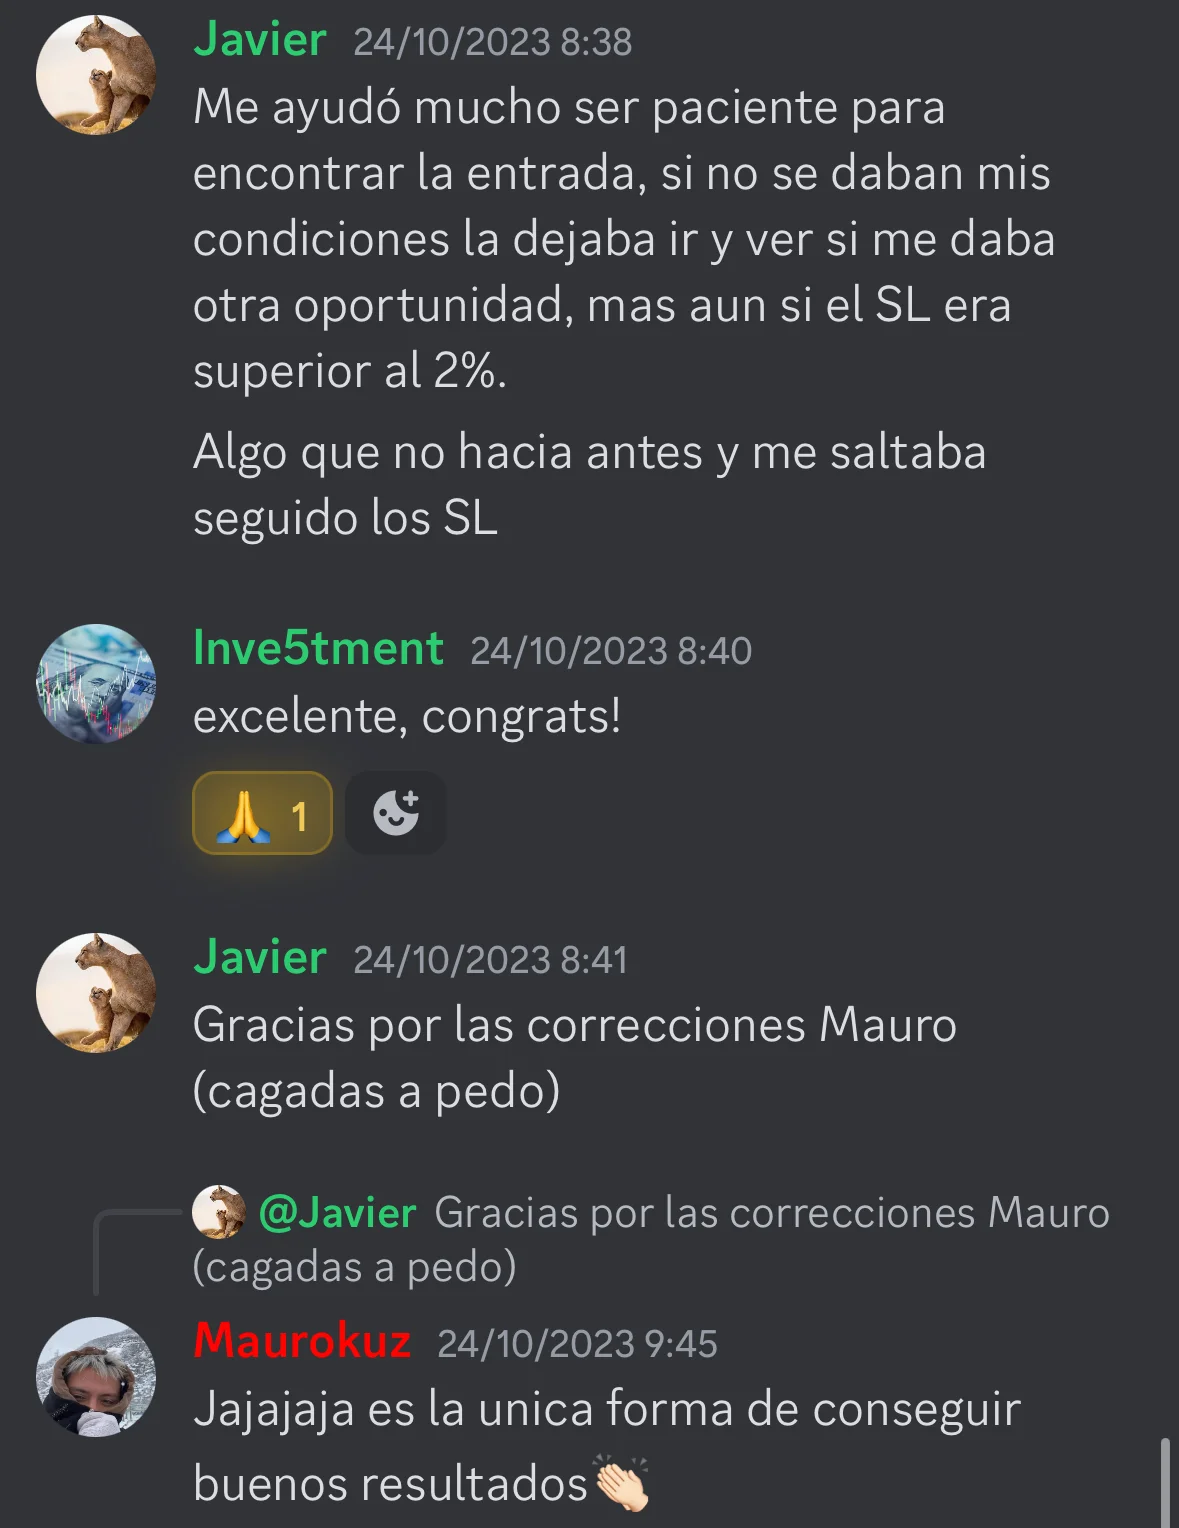 Javier 24/10/2023 8:38
Me ayudó mucho ser paciente para
encontrar la entrada, si no se daban mis
condiciones la dejaba ir y ver si me daba
otra oportunidad, mas aun si el SL era
superior al 2%.
Algo que no hacia antes y me saltaba
seguido los SL
Inve5tment 24/10/2023 8:40
excelente, congrats!
🙏 1
Javier 24/10/2023 8:41
Gracias por las correcciones Mauro
(cagadas a pedo)
@Javier Gracias por las correcciones Mauro
(cagadas a pedo)
Maurokuz 24/10/2023 9:45
Jajajaja es la unica forma de conseguir
buenos resultados👏🏻